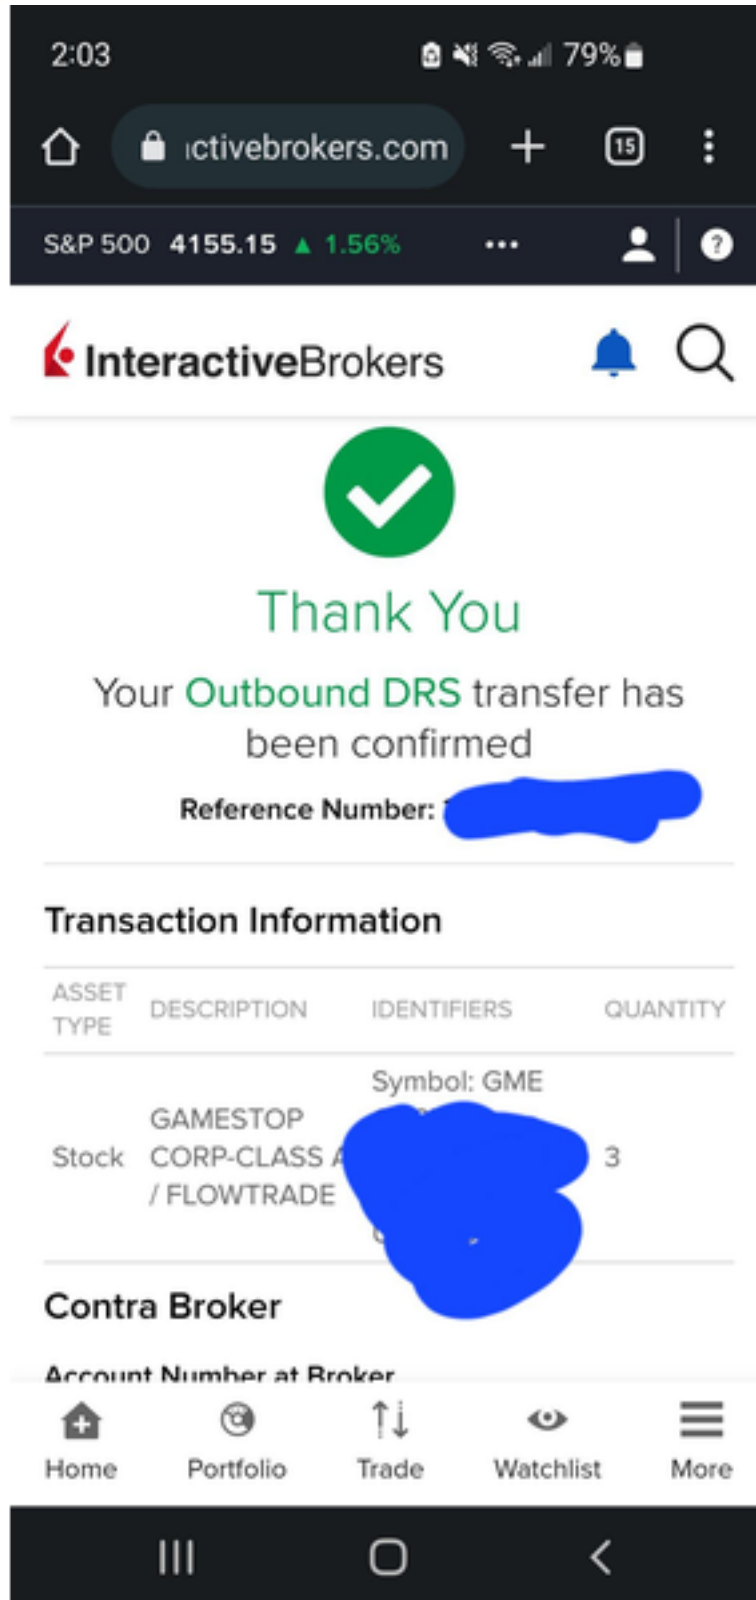 2:03 79%
ctivebrokers.com 15
S&P 500 4155.15 ▲ 1.56% ... ?
InteractiveBrokers
Thank You
Your Outbound DRS transfer has
been confirmed
Reference Number:
Transaction Information
ASSET TYPE DESCRIPTION IDENTIFIERS QUANTITY
Symbol: GME
GAMESTOP
Stock CORP-CLASS A 3
/ FLOWTRADE
Contra Broker
Account Number at Broker
Home Portfolio Trade Watchlist More